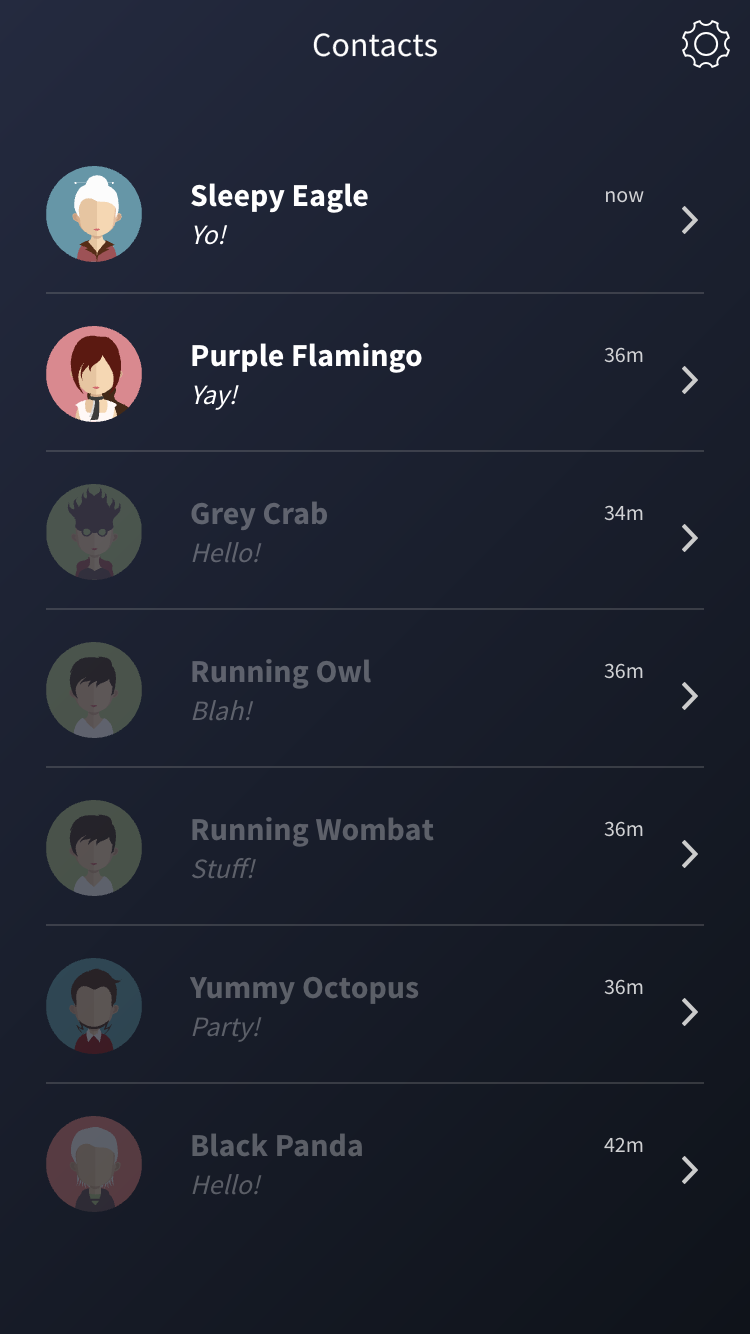 Contacts
Sleepy Eagle
now
Yo!
Purple Flamingo
36m
Yay!
Grey Crab
34m
Hello!
Running Owl
36m
Blah!
Running Wombat
36m
Stuff!
Yummy Octopus
36m
Party!
Black Panda
42m
Hello!